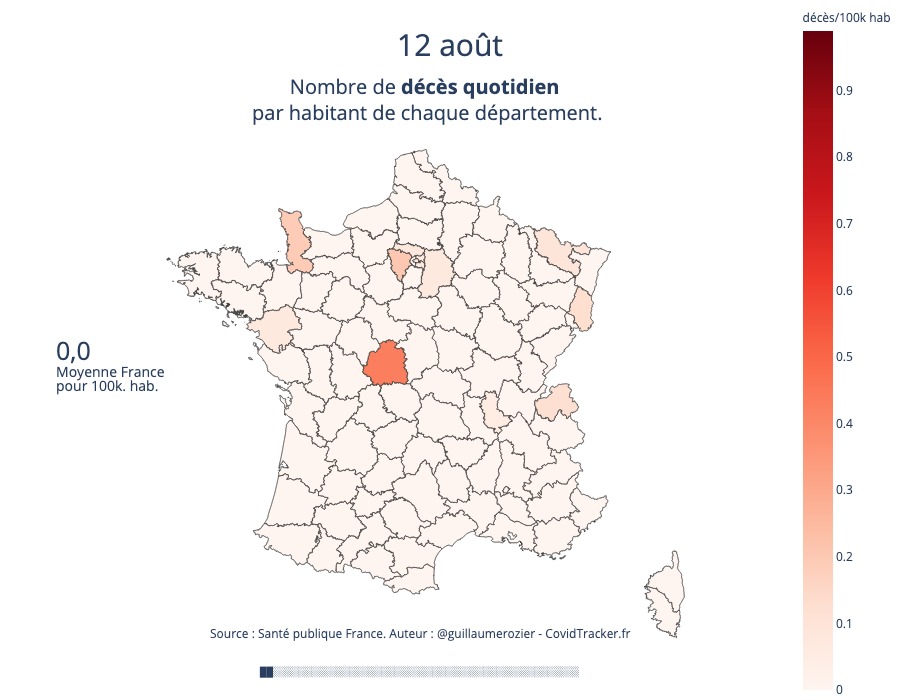 décès/100k hab
12 août
Nombre de décès quotidien
par habitant de chaque département.
0.9
0.8
0.7
0.6
0.5
0.4
0.3
0.2
0.1
0
0,0
Moyenne France
pour 100k. hab.
Source : Santé publique France. Auteur : @guillaumerozier - CovidTracker.fr